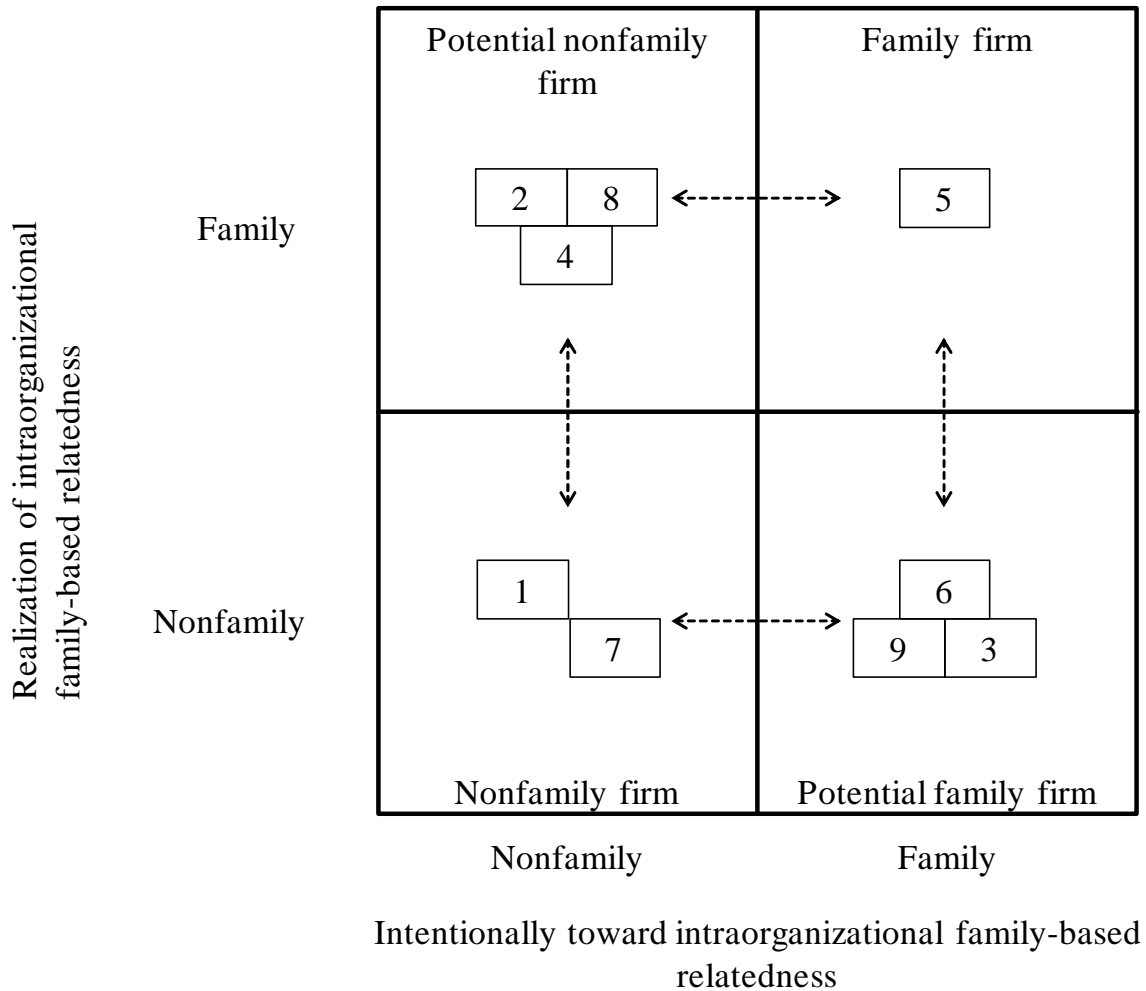 Potential nonfamily
firm
Family firm
2
8
5
4
Family
Realization of intraorganizational
family-based relatedness
1
6
Nonfamily
7
9
3
Nonfamily firm
Potential family firm
Nonfamily
Family
Intentionally toward intraorganizational family-based
relatedness